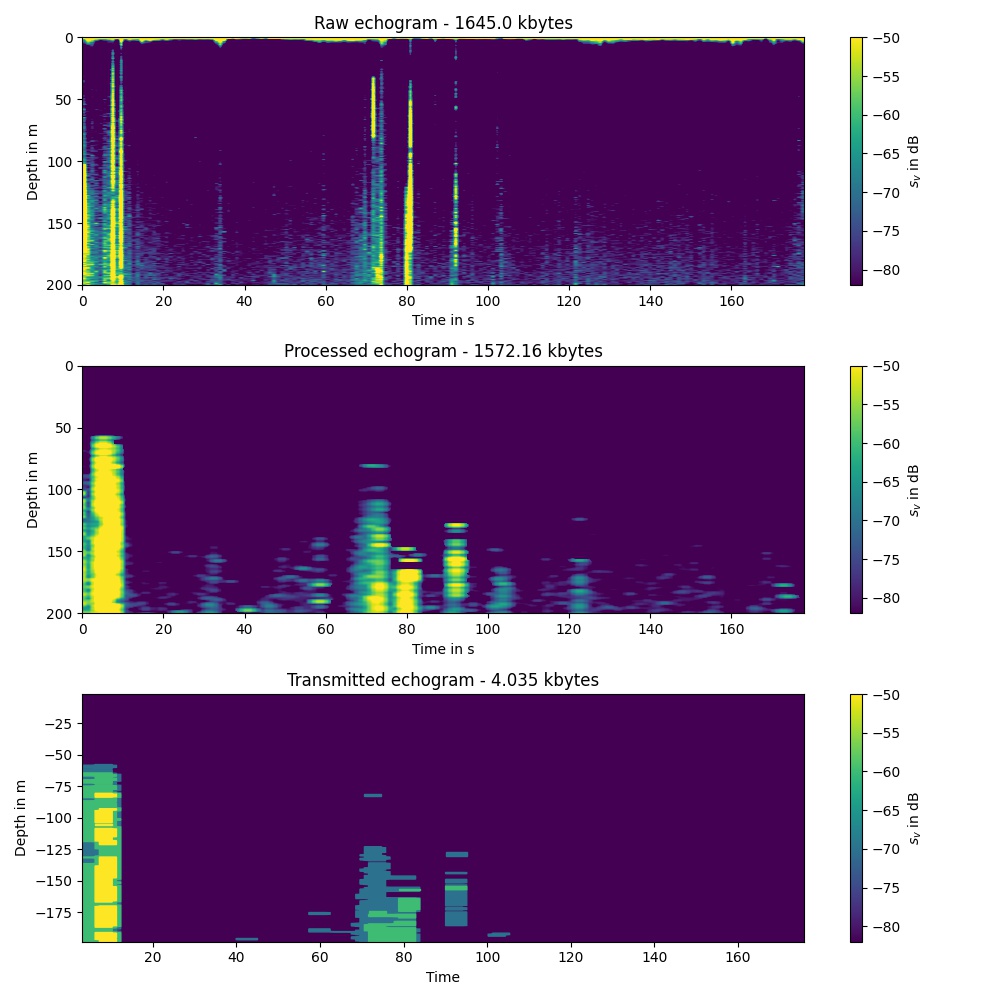 Raw echogram - 1645.0 kbytes
0
50
100
150
200
Depth in m
0 20 40 60 80 100 120 140 160
Time in s
−50
−55
−60
−65
−70
−75
−80
sv in dB
Processed echogram - 1572.16 kbytes
0
50
100
150
200
Depth in m
0 20 40 60 80 100 120 140 160
Time in s
−50
−55
−60
−65
−70
−75
−80
sv in dB
Transmitted echogram - 4.035 kbytes
−25
−50
−75
−100
−125
−150
−175
Depth in m
20 40 60 80 100 120 140 160
Time
−50
−55
−60
−65
−70
−75
−80
sv in dB